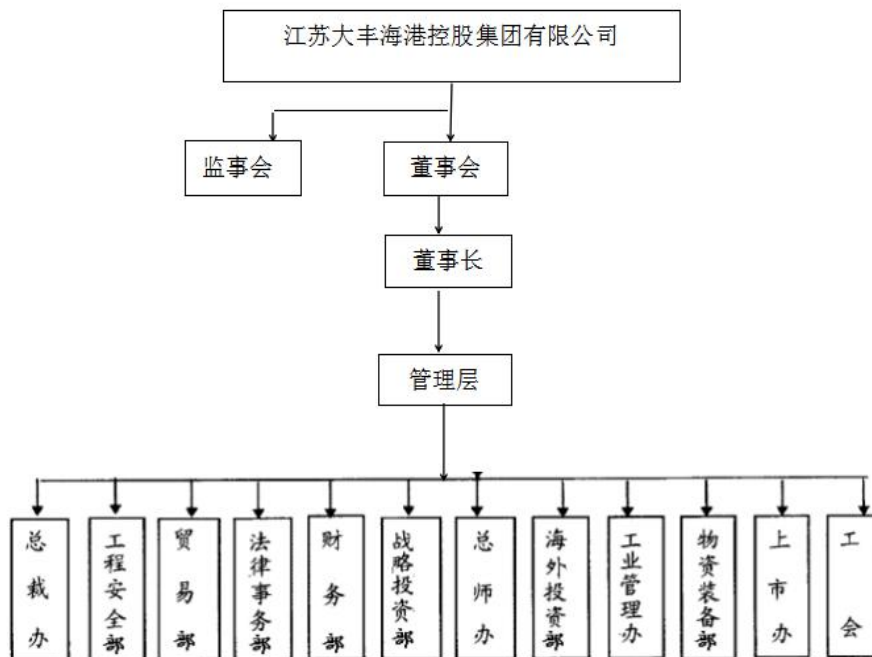 江苏大丰海港控股集团有限公司
监事会
董事会
董事长
管理层
总裁办
工程安全部
贸易部
法律事务部
财务部
战略投资部
总师办
海外投资部
工业管理办
物资装备部
上市办
工会